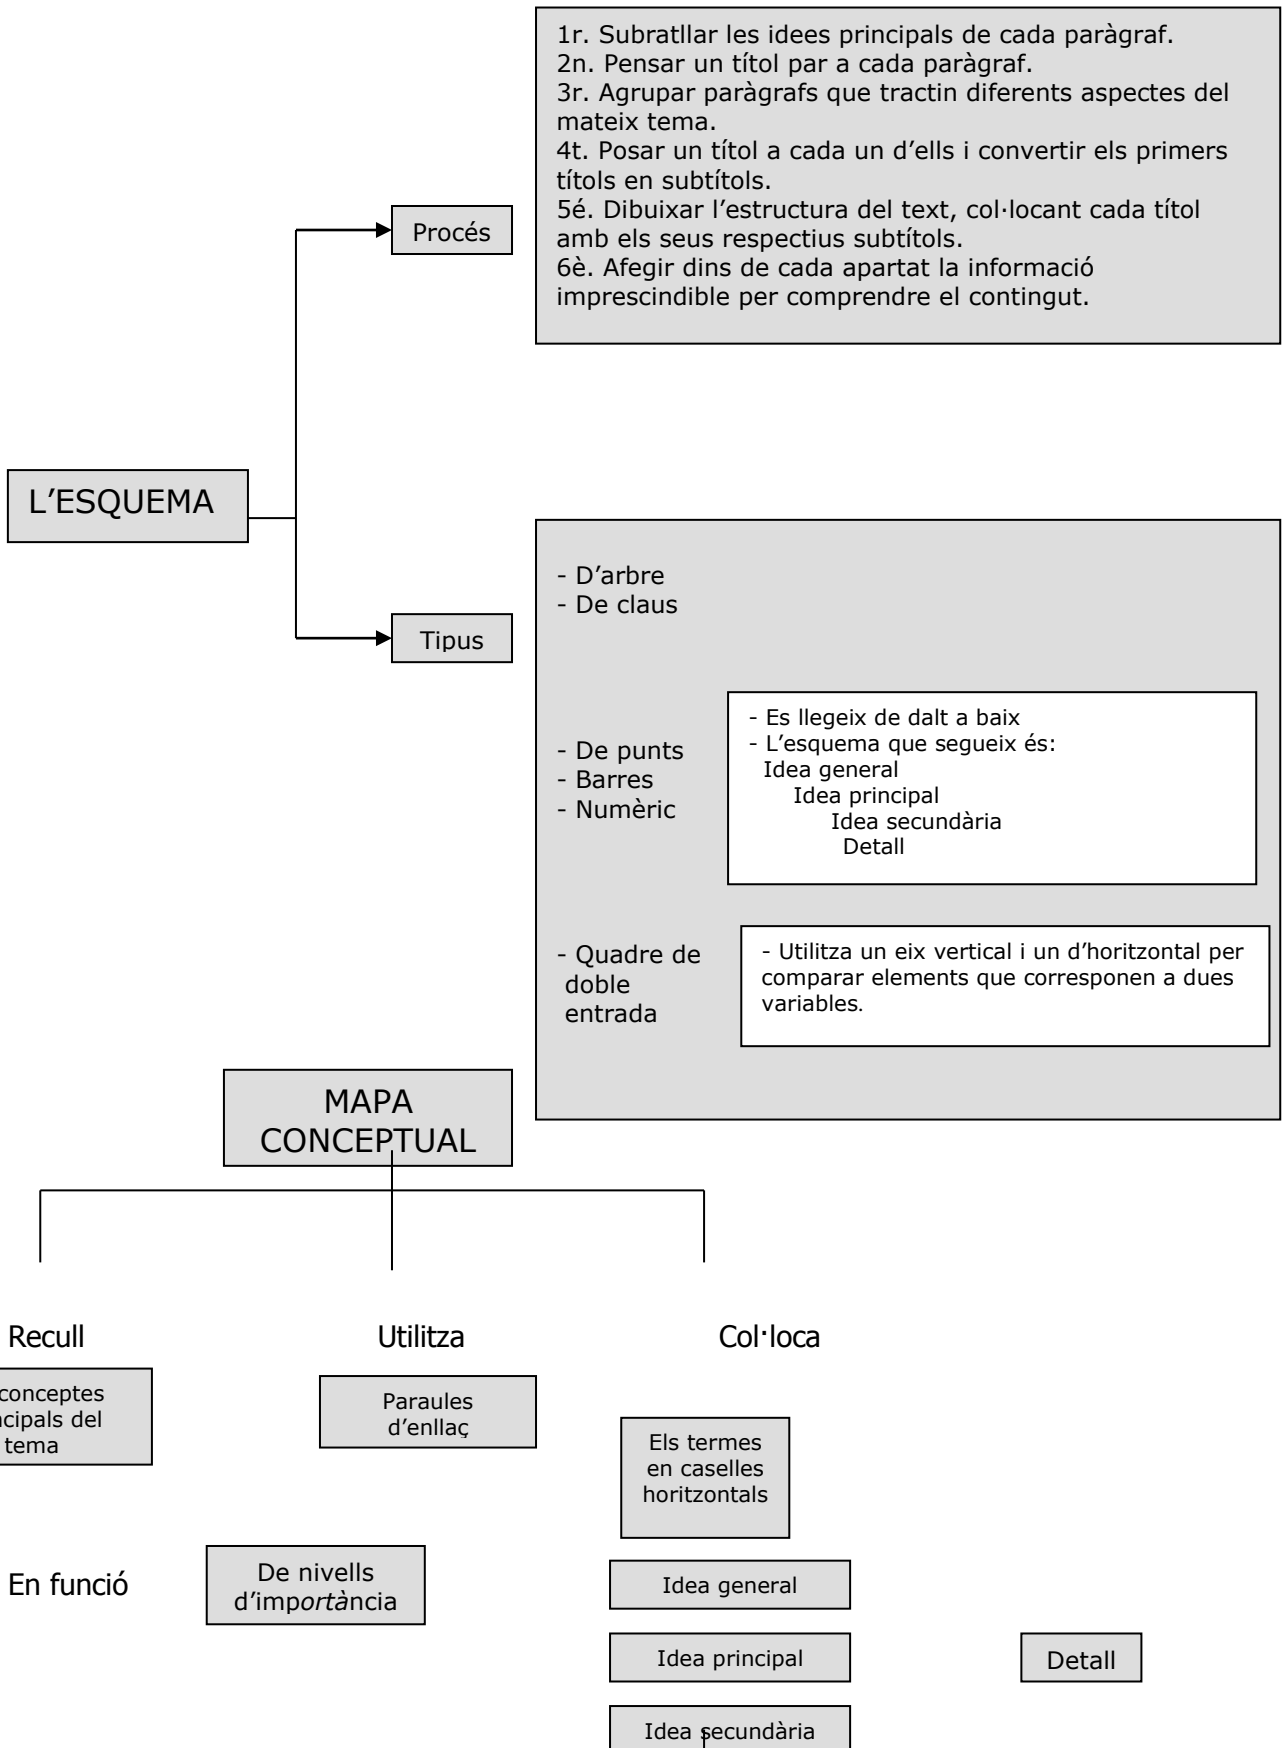 1r. Subratllar les idees principals de cada paràgraf.
2n. Pensar un títol par a cada paràgraf.
3r. Agrupar paràgrafs que tractin diferents aspectes del
mateix tema.
4t. Posar un títol a cada un d’ells i convertir els primers
títols en subtítols.
5é. Dibuixar l’estructura del text, col·locant cada títol
amb els seus respectius subtítols.
6è. Afegir dins de cada apartat la informació
imprescindible per comprendre el contingut.
Procés
L’ESQUEMA
Tipus
- D’arbre
- De claus
- De punts
- Barres
- Numèric
- Es llegeix de dalt a baix
- L’esquema que segueix és:
Idea general
Idea principal
Idea secundària
Detall
- Quadre de
doble
entrada
- Utilitza un eix vertical i un d’horitzontal per
comparar elements que corresponen a dues
variables.
MAPA
CONCEPTUAL
Recull
Utilitza
Col·loca
conceptes
cipals del
tema
Paraules
d’enllaç
Els termes
en caselles
horitzontals
En funció
De nivells
d’importància
Idea general
Idea principal
Detall
Idea secundària